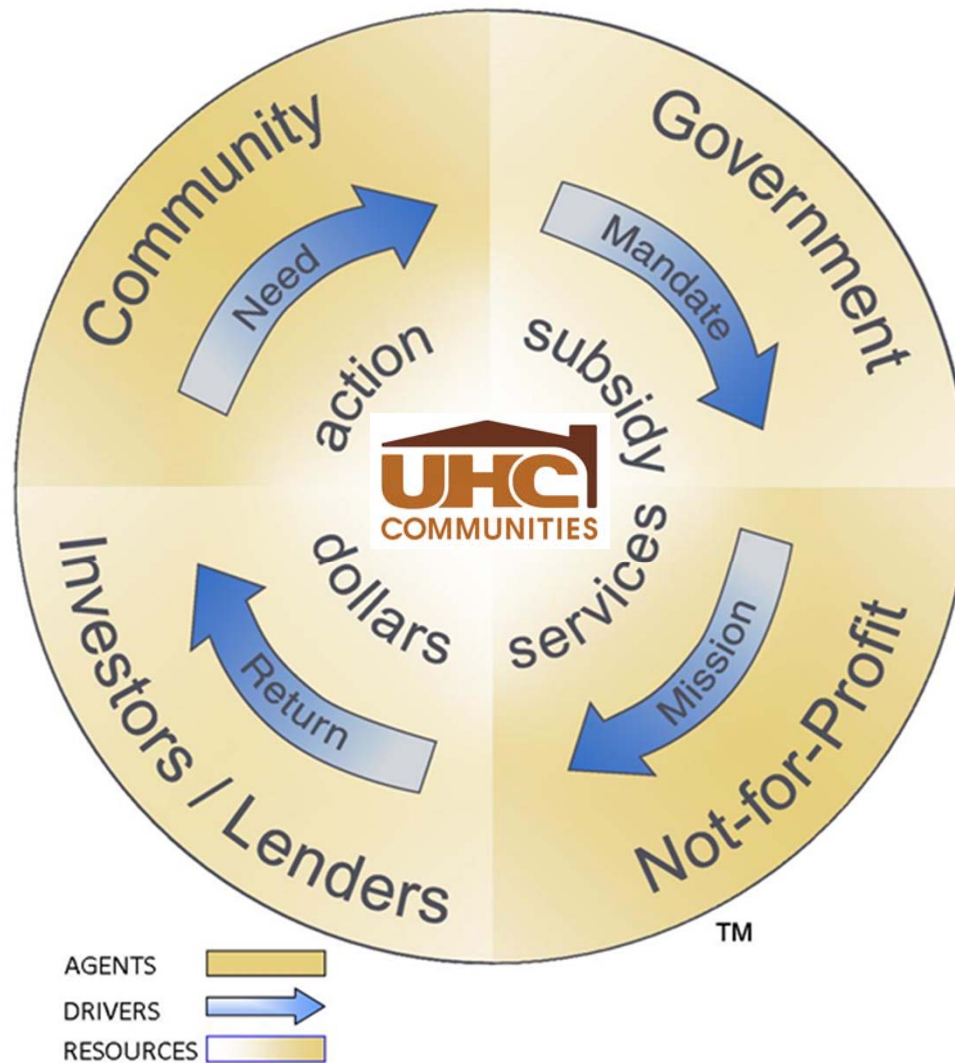 Community
Government
Need
Mandate
action
subsidy
UHC
COMMUNITIES
dollars
services
Return
Mission
Investors / Lenders
Not-for-Profit
TM
AGENTS
DRIVERS
RESOURCES